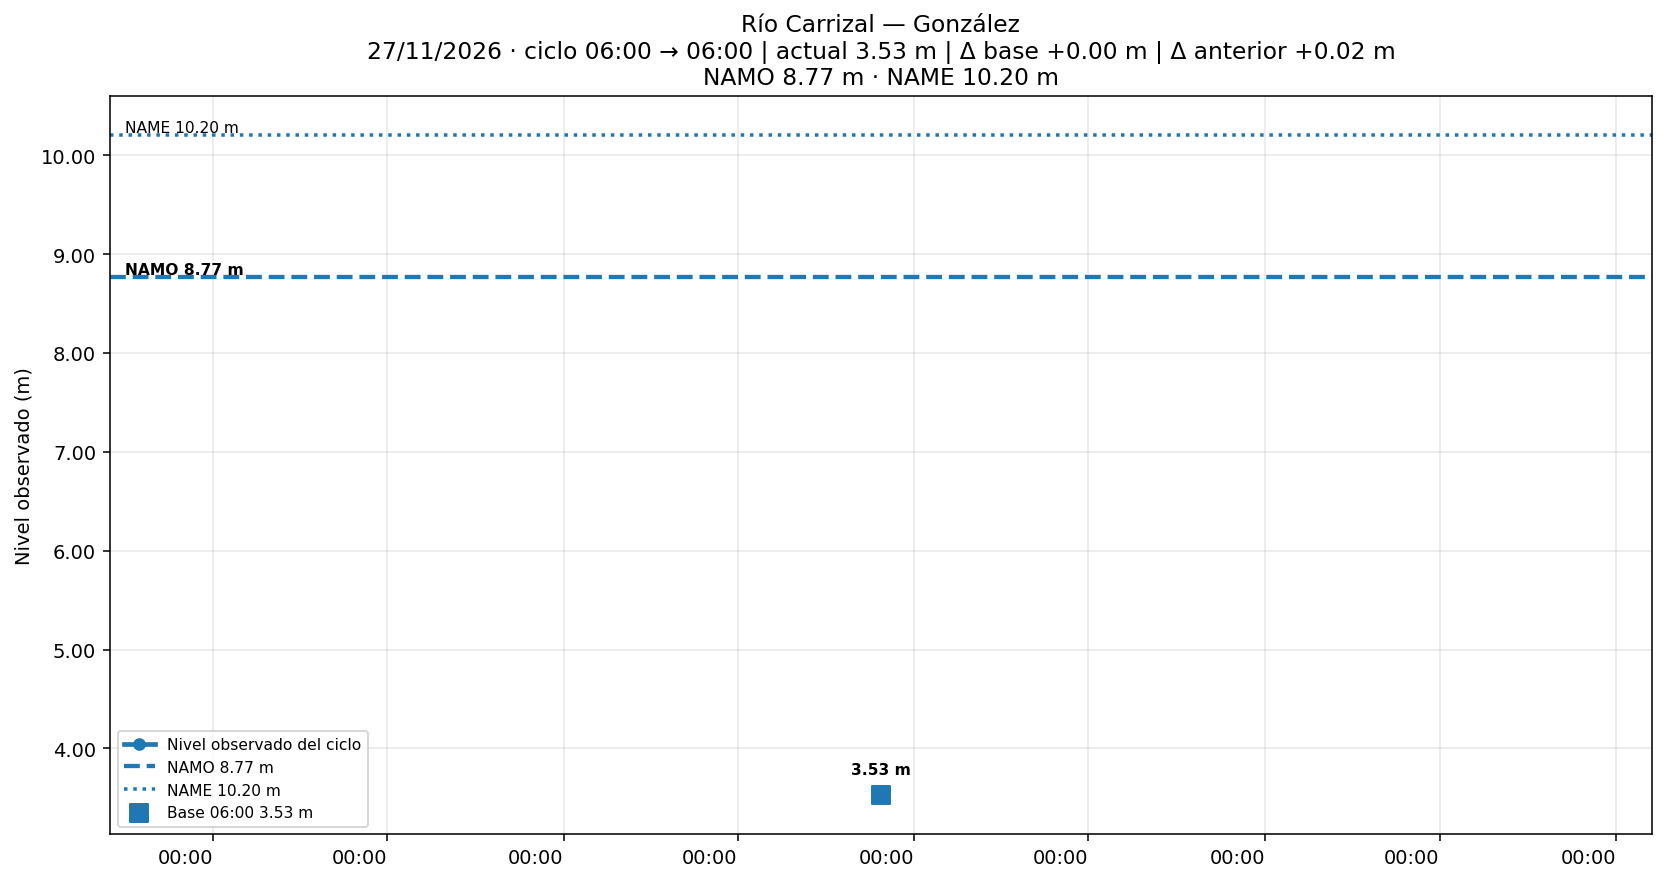 Río Carrizal — González
27/11/2026 · ciclo 06:00 → 06:00 | actual 3.53 m | Δ base +0.00 m | Δ anterior +0.02 m
NAMO 8.77 m · NAME 10.20 m
NAME 10.20 m
10.00
9.00
NAMO 8.77 m
8.00
7.00
Nivel observado (m)
6.00
5.00
4.00
3.53 m
Nivel observado del ciclo
NAMO 8.77 m
NAME 10.20 m
Base 06:00 3.53 m
00:00 00:00 00:00 00:00 00:00 00:00 00:00 00:00 00:00